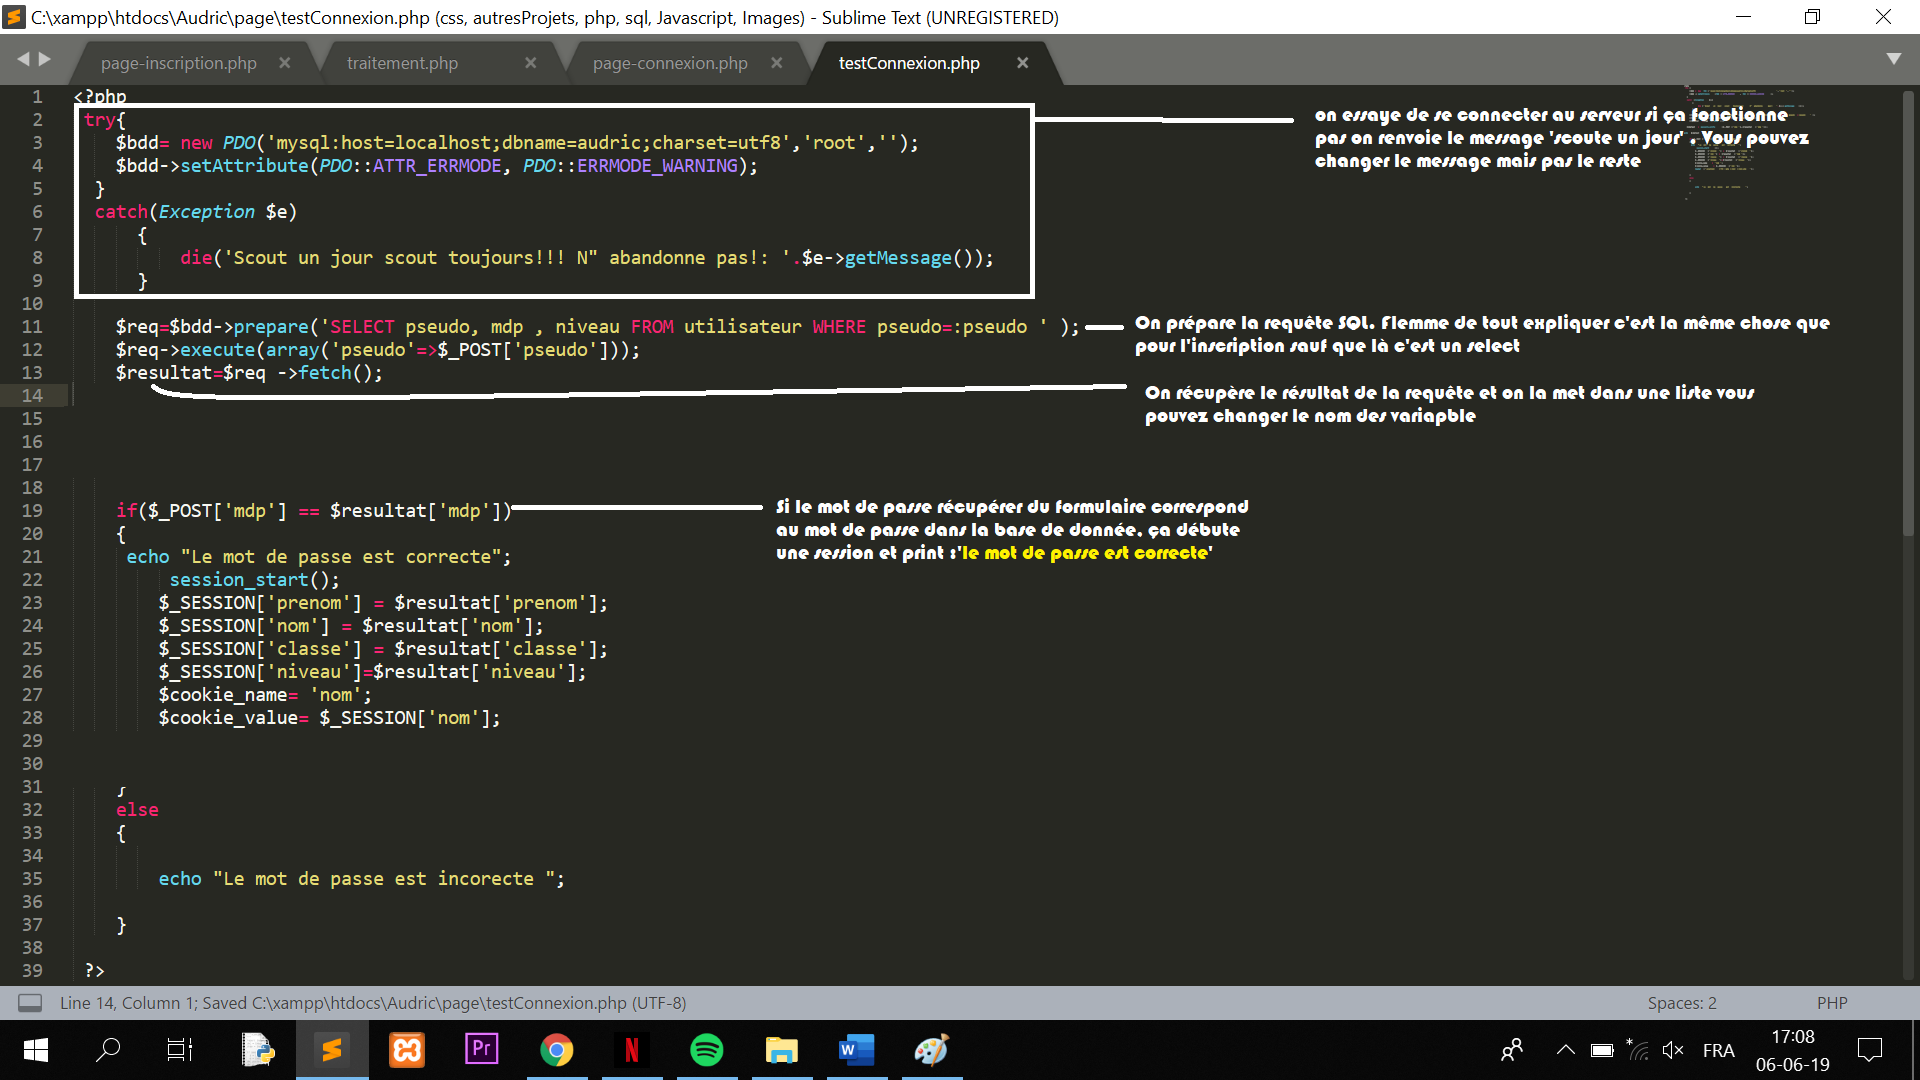 C:\xampp\htdocs\Audric\page\testConnexion.php (css, autresProjets, php, sql, Javascript, Images) - Sublime Text (UNREGISTERED)
page-inscription.php
traitement.php
page-connexion.php
testConnexion.php
1 <?php
2 try{
3 $bdd= new PDO('mysql:host=localhost;dbname=audric;charset=utf8','root','');
4 $bdd->setAttribute(PDO::ATTR_ERRMODE, PDO::ERRMODE_WARNING);
5 }
6 catch(Exception $e)
7 {
8 die('Scout un jour scout toujours!!! N" abandonne pas!: '.$e->getMessage());
9 }
on essaye de se connecter au serveur si ça fonctionne
pas on renvoie le message 'scoute un jour' . Vous pouvez
changer le message mais pas le reste
10
11 $req=$bdd->prepare('SELECT pseudo, mdp , niveau FROM utilisateur WHERE pseudo=:pseudo ' );
12 $req->execute(array('pseudo'=>$_POST['pseudo']));
13 $resultat=$req ->fetch();
On prépare la requête SQL. Flemme de tout expliquer c'est la même chose que
pour l'inscription sauf que là c'est un select
On récupère le résultat de la requête et on la met dans une liste vous
pouvez changer le nom des variapble
14
15
16
17
18
19 if($_POST['mdp'] == $resultat['mdp'])
20 {
21 echo "Le mot de passe est correcte";
22 session_start();
23 $_SESSION['prenom'] = $resultat['prenom'];
24 $_SESSION['nom'] = $resultat['nom'];
25 $_SESSION['classe'] = $resultat['classe'];
26 $_SESSION['niveau']=$resultat['niveau'];
27 $cookie_name= 'nom';
28 $cookie_value= $_SESSION['nom'];
Si le mot de passe récupérer du formulaire correspond
au mot de passe dans la base de donnée, ça débute
une session et print :'le mot de passe est correcte'
29
30
31 }
32 else
33 {
34
35 echo "Le mot de passe est incorecte ";
36
37 }
38
39 ?>
Line 14, Column 1; Saved C:\xampp\htdocs\Audric\page\testConnexion.php (UTF-8)
Spaces: 2
PHP
Pr
N
W
FRA
17:08
06-06-19